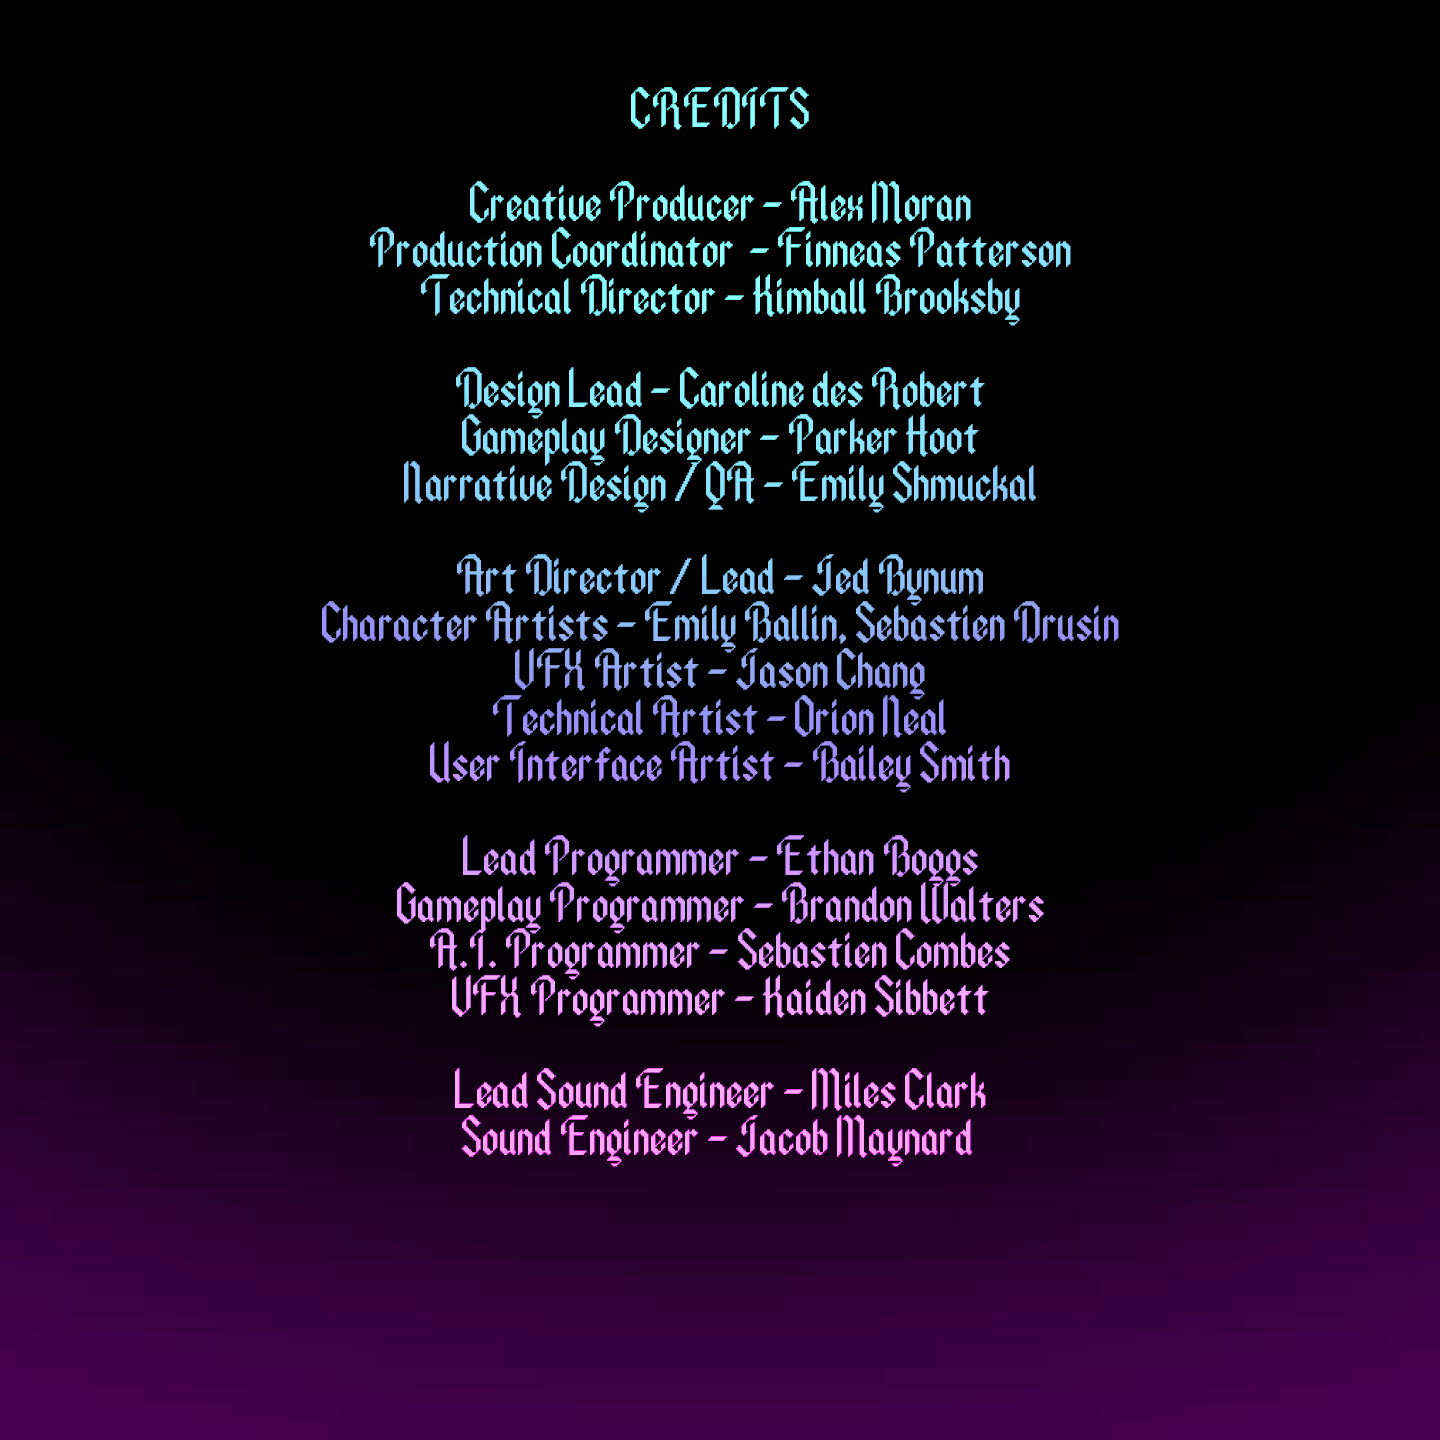 CREDITS
Creative Producer - Alex Moran
Production Coordinator - Finneas Patterson
Technical Director - Kimball Brooksby
Design Lead - Caroline des Robert
Gameplay Designer - Parker Hoot
Narrative Design / QA - Emily Shmuckal
Art Director / Lead - Jed Bynum
Character Artists - Emily Ballin, Sebastien Drusin
VFX Artist - Jason Chang
Technical Artist - Orion Neal
User Interface Artist - Bailey Smith
Lead Programmer - Ethan Boggs
Gameplay Programmer - Brandon Walters
A.I. Programmer - Sebastien Combes
VFX Programmer - Kaiden Sibbett
Lead Sound Engineer - Miles Clark
Sound Engineer - Jacob Maynard